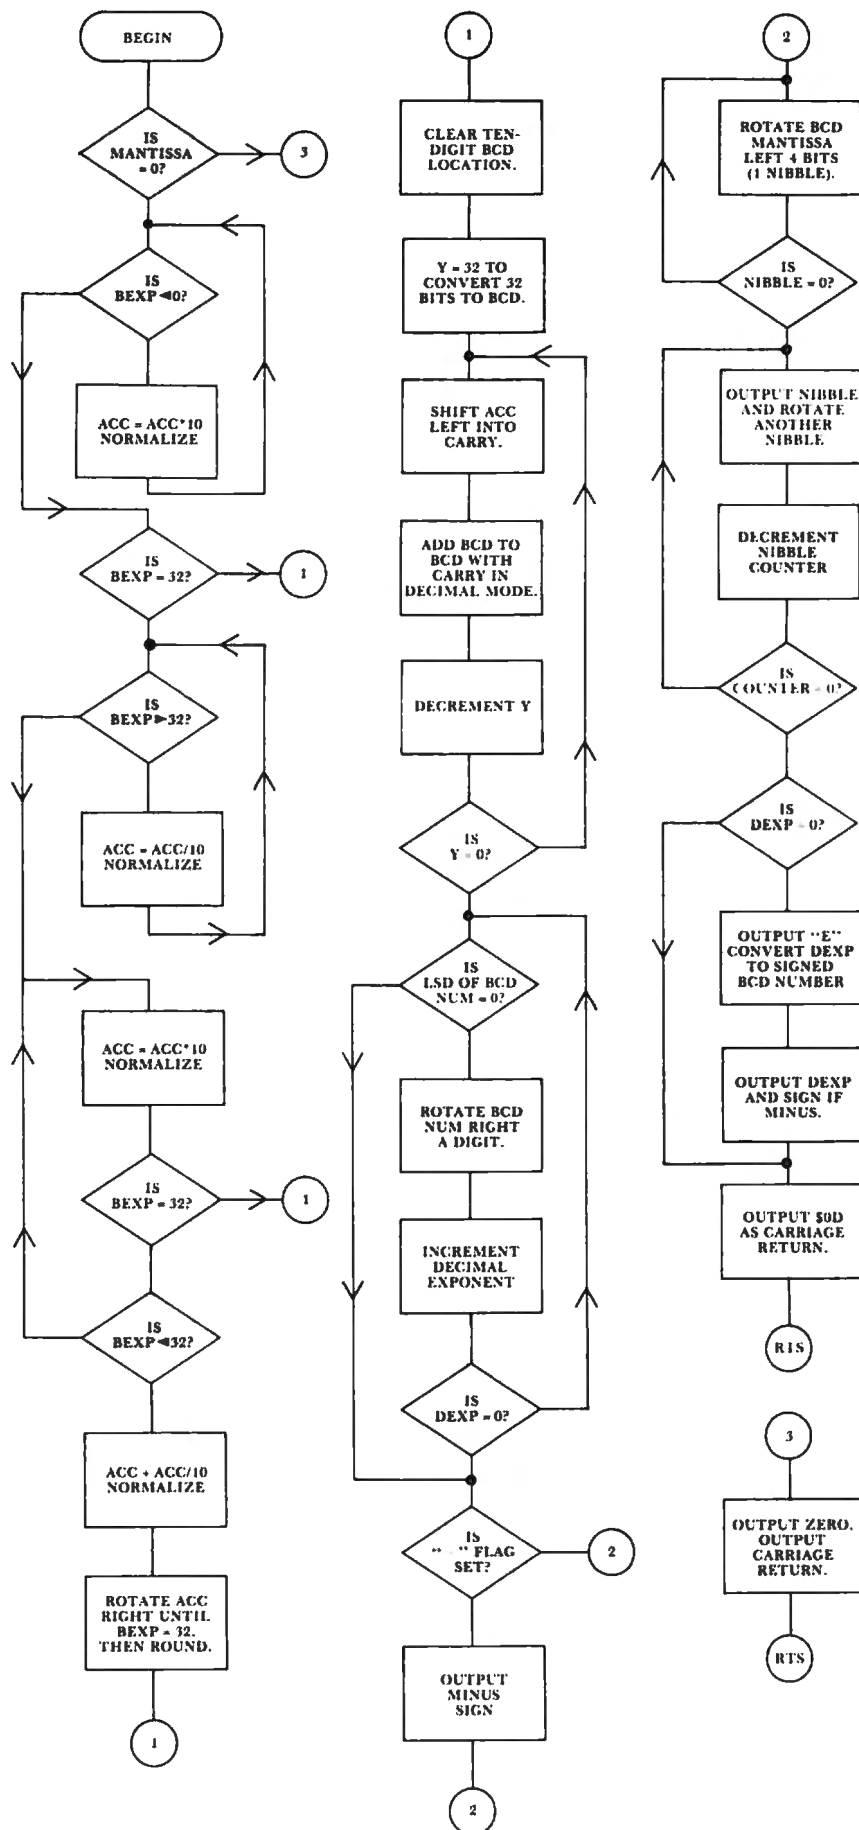 BEGIN
IS
MANTISSA
= 0?
3
IS
BEXP<0?
ACC = ACC*10
NORMALIZE
IS
BEXP = 32?
1
IS
BEXP>32?
ACC = ACC/10
NORMALIZE
ACC = ACC*10
NORMALIZE
IS
BEXP = 32?
1
IS
BEXP<32?
ACC + ACC/10
NORMALIZE
ROTATE ACC
RIGHT UNTIL
BEXP = 32.
THEN ROUND.
1
1
CLEAR TEN-
DIGIT BCD
LOCATION.
Y = 32 TO
CONVERT 32
BITS TO BCD.
SHIFT ACC
LEFT INTO
CARRY.
ADD BCD TO
BCD WITH
CARRY IN
DECIMAL MODE.
DECREMENT Y
IS
Y = 0?
IS
LSD OF BCD
NUM = 0?
ROTATE BCD
NUM RIGHT
A DIGIT.
INCREMENT
DECIMAL
EXPONENT
IS
DEXP = 0?
IS
"-" FLAG
SET?
2
OUTPUT
MINUS
SIGN
2
2
ROTATE BCD
MANTISSA
LEFT 4 BITS
(1 NIBBLE).
IS
NIBBLE = 0?
OUTPUT NIBBLE
AND ROTATE
ANOTHER
NIBBLE
DECREMENT
NIBBLE
COUNTER
IS
COUNTER = 0?
IS
DEXP = 0?
OUTPUT "E"
CONVERT DEXP
TO SIGNED
BCD NUMBER
OUTPUT DEXP
AND SIGN IF
MINUS.
OUTPUT $0D
AS CARRIAGE
RETURN.
RTS
3
OUTPUT ZERO.
OUTPUT
CARRIAGE
RETURN.
RTS